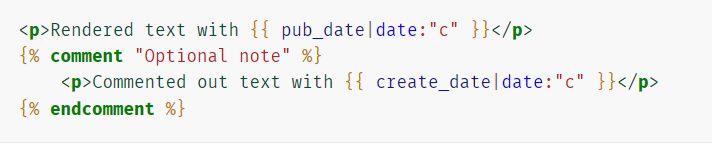 <p>Rendered text with {{ pub_date|date:"c" }}</p>
{% comment "Optional note" %}
    <p>Commented out text with {{ create_date|date:"c" }}</p>
{% endcomment %}